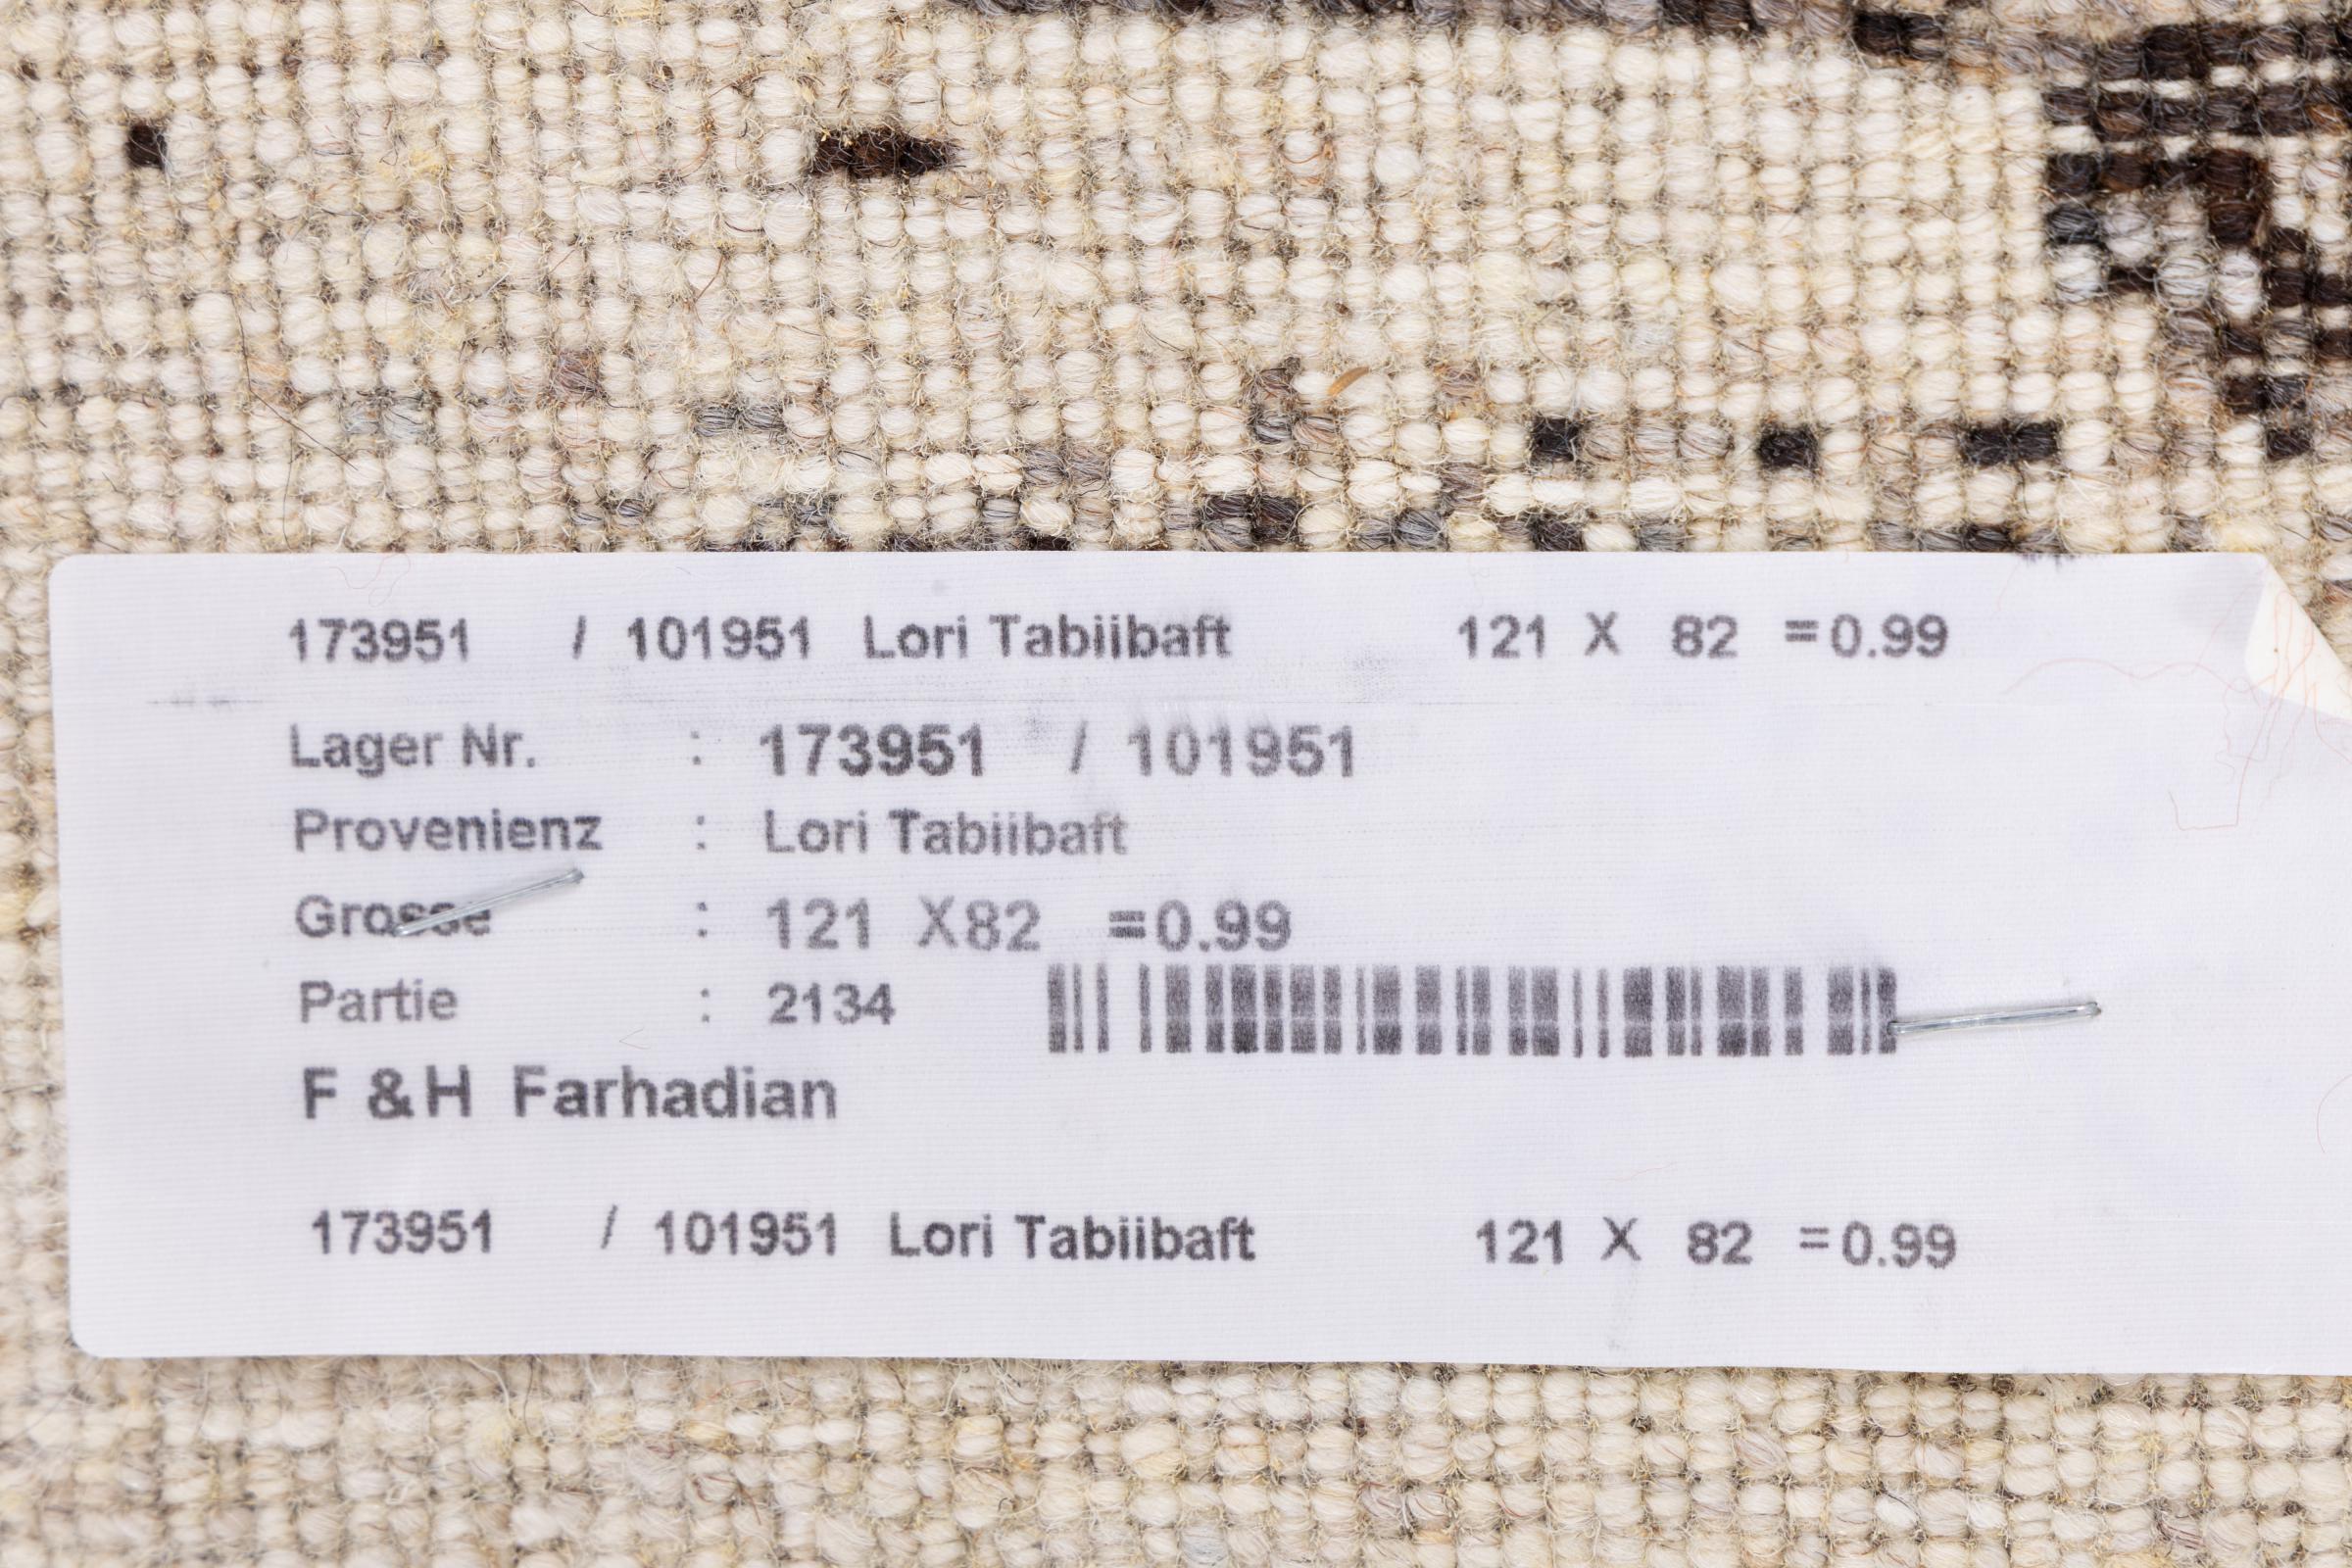 173951 / 101951 Lori Tabiibaft 121 X 82 =0.99
Lager Nr. : 173951 / 101951
Provenienz : Lori Tabiibaft
Grosse : 121 X82 =0.99
Partie : 2134
F &H Farhadian
173951 / 101951 Lori Tabiibaft 121 X 82 =0.99